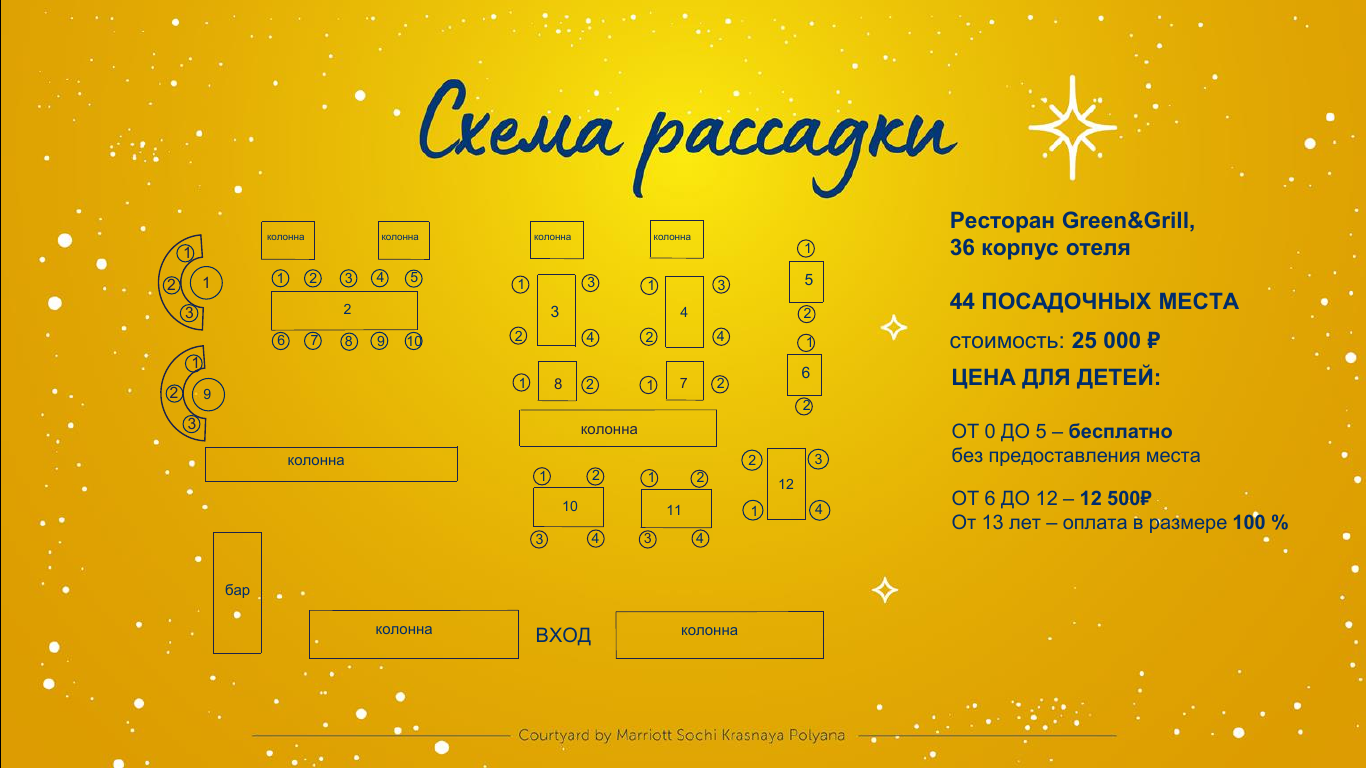 Схема рассадки
Ресторан Green&Grill,
36 корпус отеля
44 ПОСАДОЧНЫХ МЕСТА
стоимость: 25 000 ₽
ЦЕНА ДЛЯ ДЕТЕЙ:
ОТ 0 ДО 5 – бесплатно
без предоставления места
ОТ 6 ДО 12 – 12 500₽
От 13 лет – оплата в размере 100 %
колонна колонна колонна колонна
1 2 3 1
1 2 3 4 5
2
6 7 8 9 10
1 3 3 2 4
1 3 4 2 4
1 5 2
1 6 2
1 2 3 9
1 8 2
1 7 2
колонна
колонна
1 2 10 3 4
1 2 11 3 4
2 3 12 1 4
бар
колонна
ВХОД
колонна
Courtyard by Marriott Sochi Krasnaya Polyana